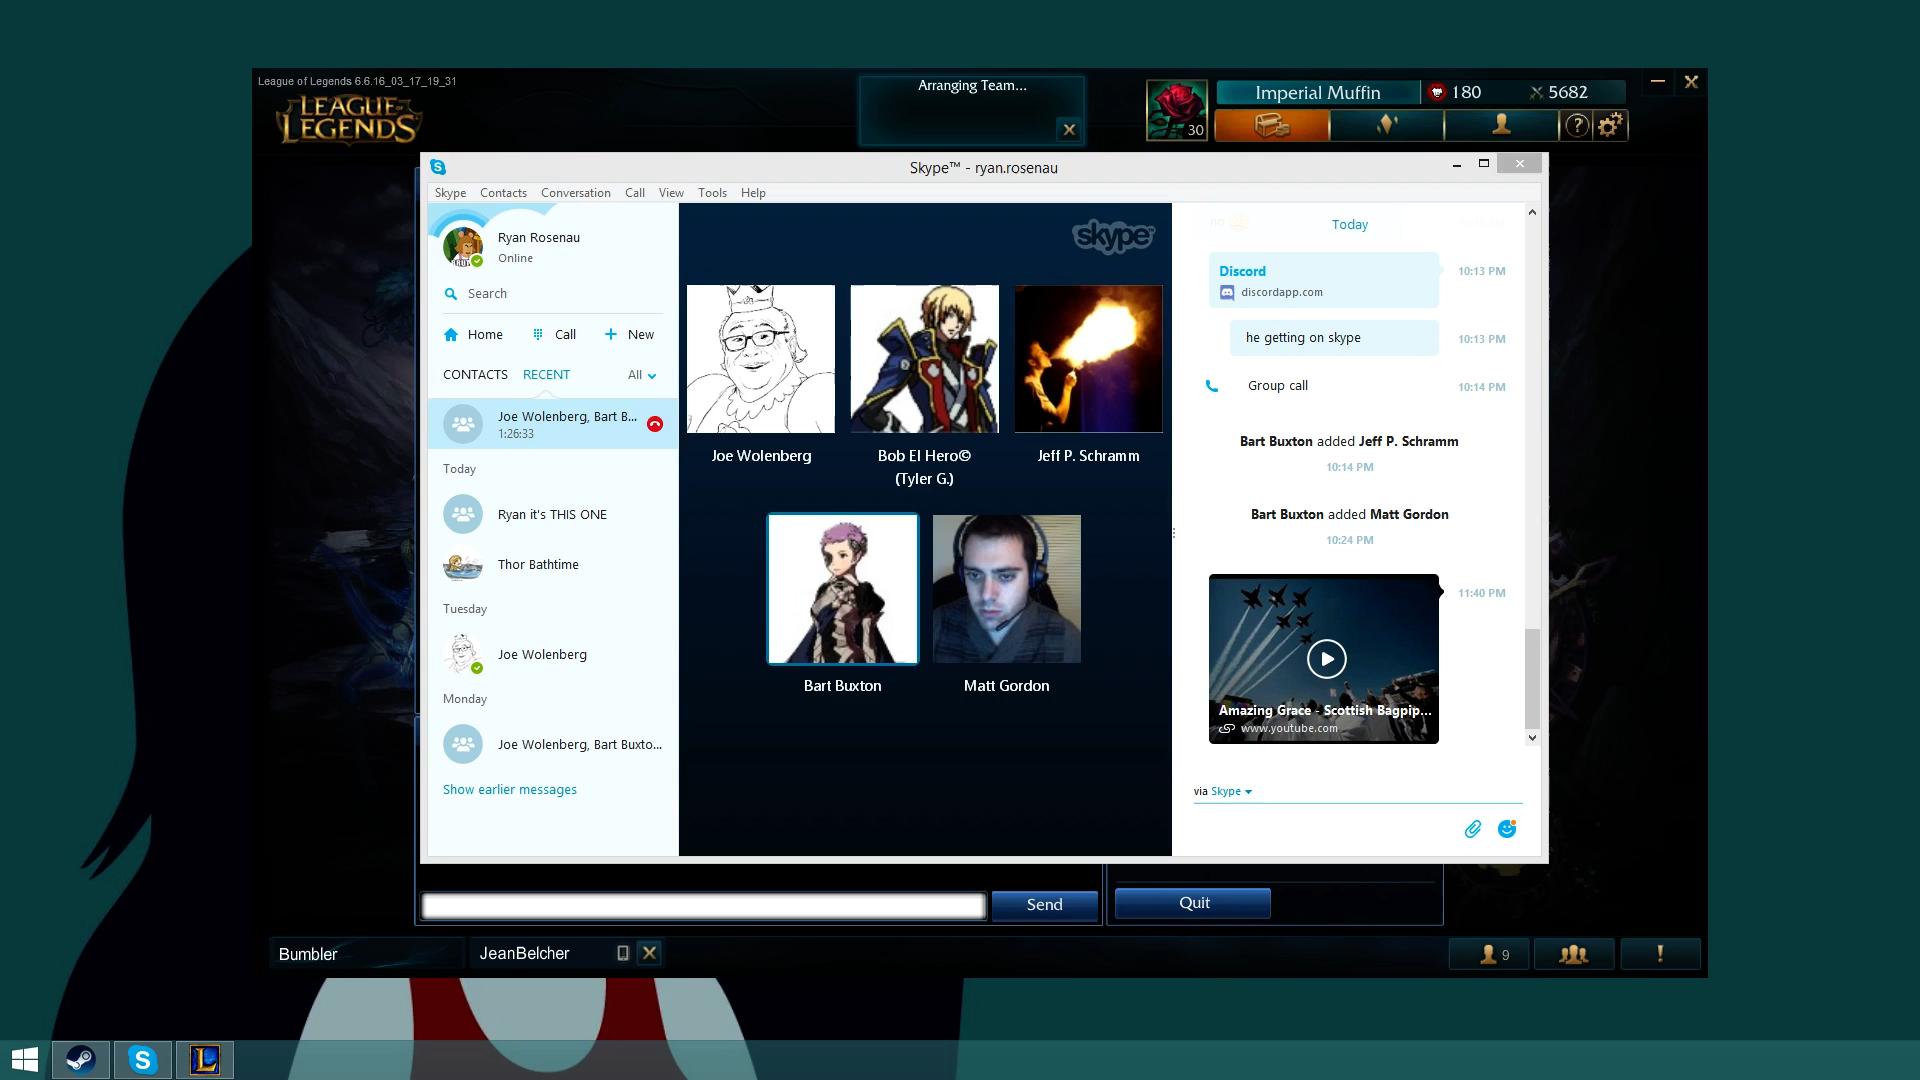 League of Legends 6.6.16_03_17_19_31
LEAGUE OF LEGENDS
Arranging Team...
30
Imperial Muffin
180
5682
?
Skype™ - ryan.rosenau
Skype Contacts Conversation Call View Tools Help
Ryan Rosenau
Online
Search
Home Call New
CONTACTS RECENT All
Joe Wolenberg, Bart B...
1:26:33
Today
Ryan it's THIS ONE
Thor Bathtime
Tuesday
Joe Wolenberg
Monday
Joe Wolenberg, Bart Buxto...
Show earlier messages
skype™
Joe Wolenberg
Bob El Hero©
(Tyler G.)
Jeff P. Schramm
Bart Buxton
Matt Gordon
no
Today
Discord
discordapp.com
10:13 PM
he getting on skype
10:13 PM
Group call
10:14 PM
Bart Buxton added Jeff P. Schramm
10:14 PM
Bart Buxton added Matt Gordon
10:24 PM
11:40 PM
Amazing Grace - Scottish Bagpip...
www.youtube.com
via Skype
Send
Quit
Bumbler
JeanBelcher
9
!